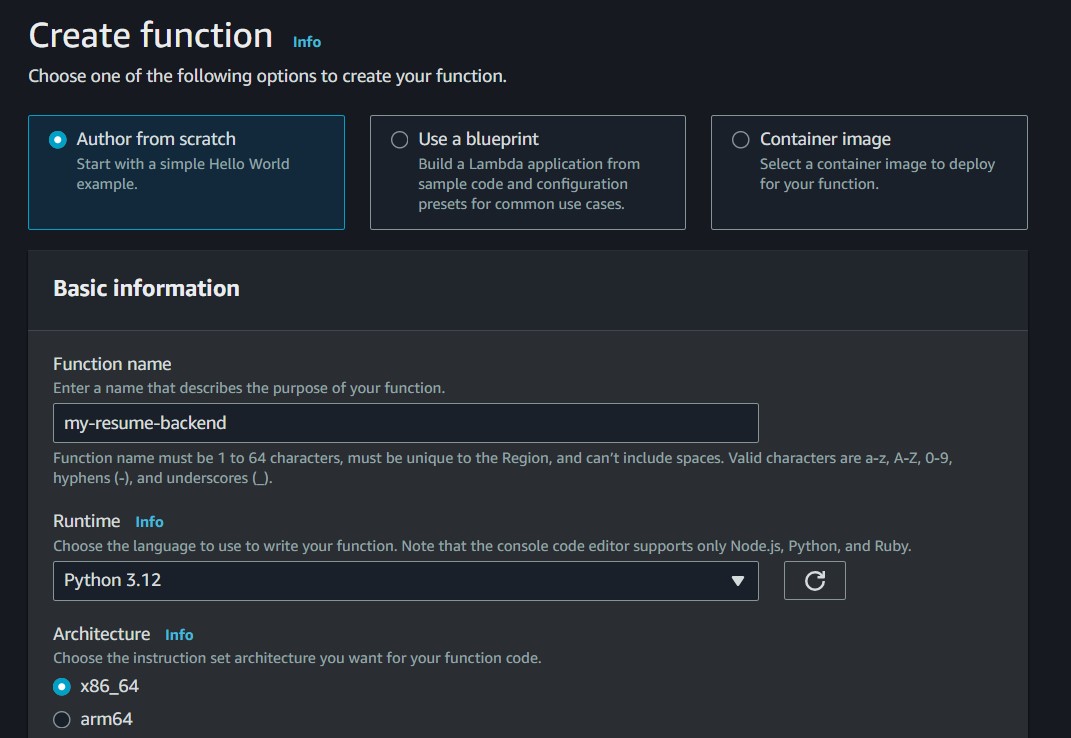 Create function Info
Choose one of the following options to create your function.
Author from scratch
Start with a simple Hello World
example.
Use a blueprint
Build a Lambda application from
sample code and configuration
presets for common use cases.
Container image
Select a container image to deploy
for your function.
Basic information
Function name
Enter a name that describes the purpose of your function.
my-resume-backend
Function name must be 1 to 64 characters, must be unique to the Region, and can’t include spaces. Valid characters are a-z, A-Z, 0-9,
hyphens (-), and underscores (_).
Runtime Info
Choose the language to use to write your function. Note that the console code editor supports only Node.js, Python, and Ruby.
Python 3.12
Architecture Info
Choose the instruction set architecture you want for your function code.
x86_64
arm64